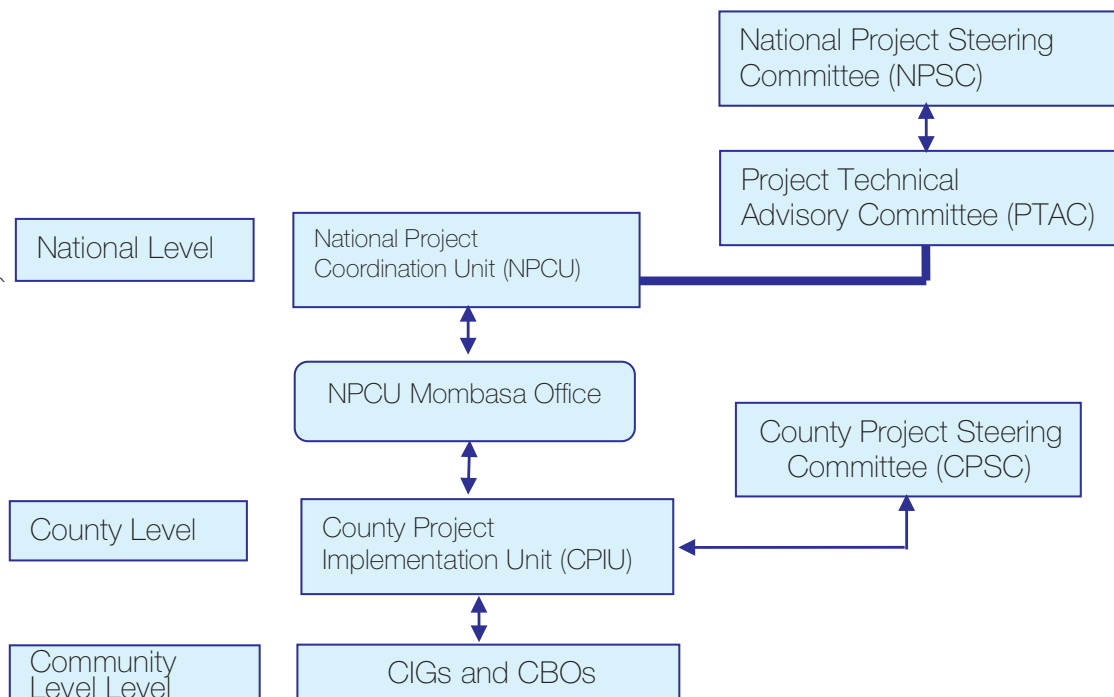 National Project Steering
Committee (NPSC)
Project Technical
Advisory Committee (PTAC)
National Level
National Project
Coordination Unit (NPCU)
NPCU Mombasa Office
County Project Steering
Committee (CPSC)
County Level
County Project
Implementation Unit (CPIU)
Community
Level Level
CIGs and CBOs